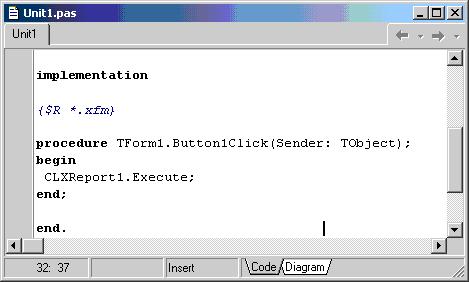 Unit1.pas
Unit1
implementation
{$R *.xfm}
procedure TForm1.Button1Click(Sender: TObject);
begin
CLXReport1.Execute;
end;
end.
32: 37 Insert Code Diagram